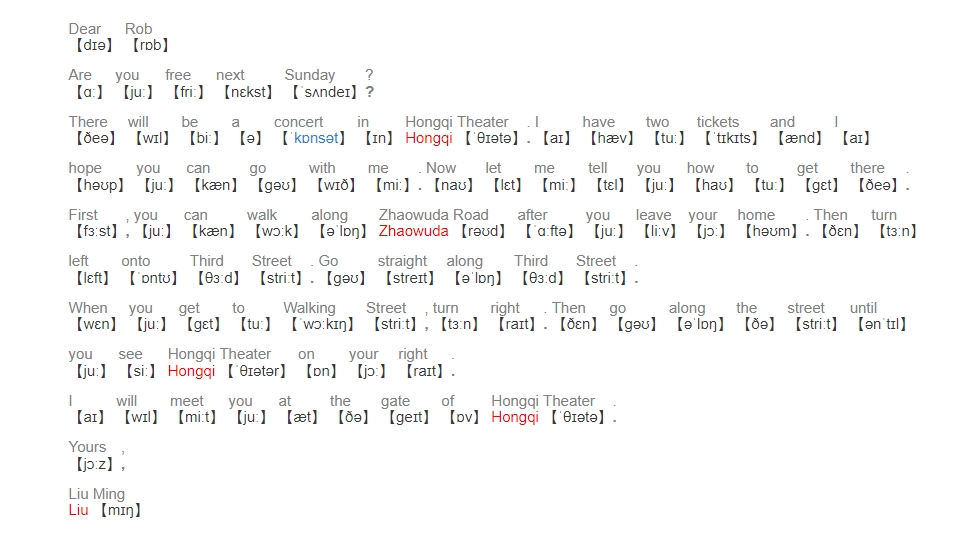 Dear Rob
【dɪə】 【rɒb】
Are you free next Sunday ?
【ɑː】 【juː】 【friː】 【nɛkst】 【ˈsʌndeɪ】 ?
There will be a concert in Hongqi Theater . I have two tickets and I
【ðeə】 【wɪl】 【biː】 【ə】 【ˈkɒnsət】 【ɪn】 Hongqi 【ˈθɪətə】 . 【aɪ】 【hæv】 【tuː】 【ˈtɪkɪts】 【ænd】 【aɪ】
hope you can go with me . Now let me tell you how to get there .
【həʊp】 【juː】 【kæn】 【gəʊ】 【wɪð】 【miː】 . 【naʊ】 【lɛt】 【miː】 【tɛl】 【juː】 【haʊ】 【tuː】 【gɛt】 【ðeə】 .
First , you can walk along Zhaowuda Road after you leave your home . Then turn
【fɜːst】 , 【juː】 【kæn】 【wɔːk】 【əˈlɒŋ】 Zhaowuda 【rəʊd】 【ˈɑːftə】 【juː】 【liːv】 【jɔː】 【həʊm】 . 【ðɛn】 【tɜːn】
left onto Third Street . Go straight along Third Street .
【lɛft】 【ˈɒntʊ】 【θɜːd】 【striːt】 . 【gəʊ】 【streɪt】 【əˈlɒŋ】 【θɜːd】 【striːt】 .
When you get to Walking Street , turn right . Then go along the street until
【wɛn】 【juː】 【gɛt】 【tuː】 【ˈwɔːkɪŋ】 【striːt】 , 【tɜːn】 【raɪt】 . 【ðɛn】 【gəʊ】 【əˈlɒŋ】 【ðə】 【striːt】 【ənˈtɪl】
you see Hongqi Theater on your right .
【juː】 【siː】 Hongqi 【ˈθɪətər】 【ɒn】 【jɔː】 【raɪt】 .
I will meet you at the gate of Hongqi Theater .
【aɪ】 【wɪl】 【miːt】 【juː】 【æt】 【ðə】 【geɪt】 【ɒv】 Hongqi 【ˈθɪətə】 .
Yours ,
【jɔːz】 ,
Liu Ming
Liu 【mɪŋ】